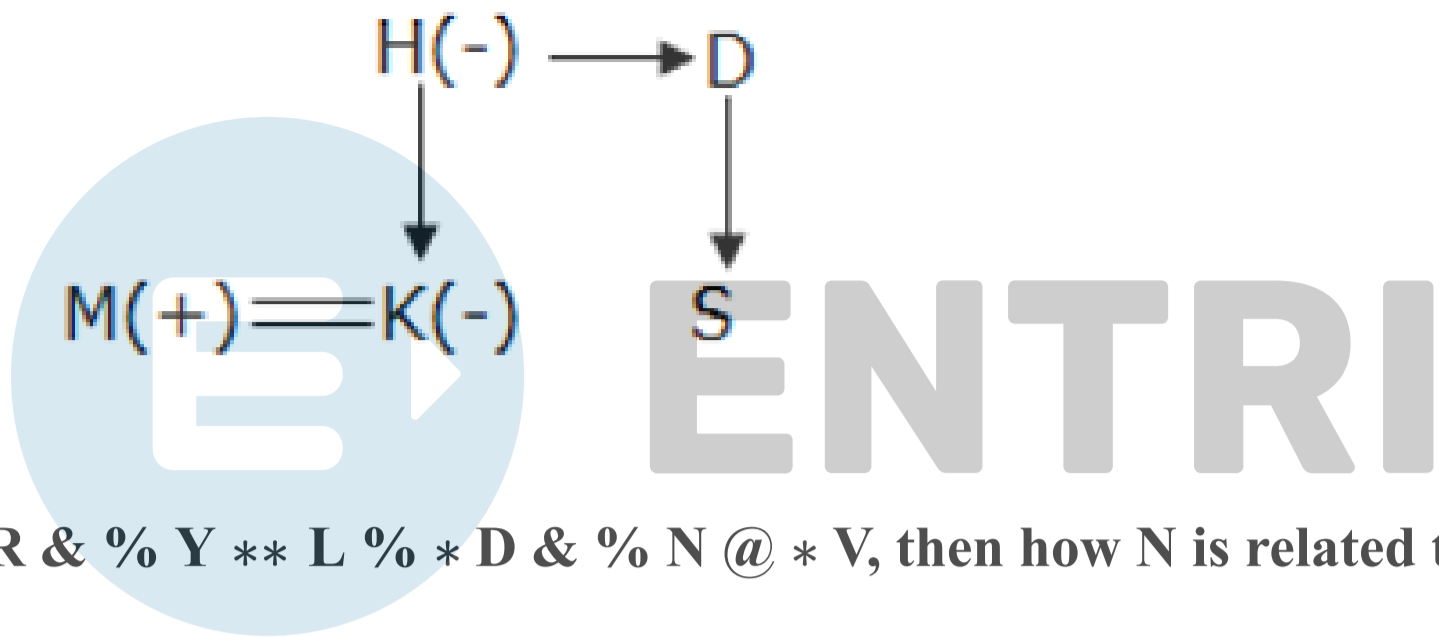 H(-) D
M(+) K(-) S
ENTRI
R & % Y ** L % * D & % N @ * V, then how N is related